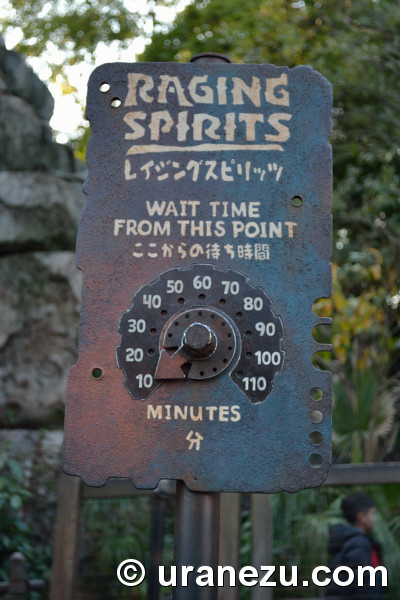 RAGING
SPIRITS
レイジングスピリッツ
WAIT TIME
FROM THIS POINT
ここからの待ち時間
10 20 30 40 50 60 70 80 90 100 110
MINUTES
分
© uranezu.com